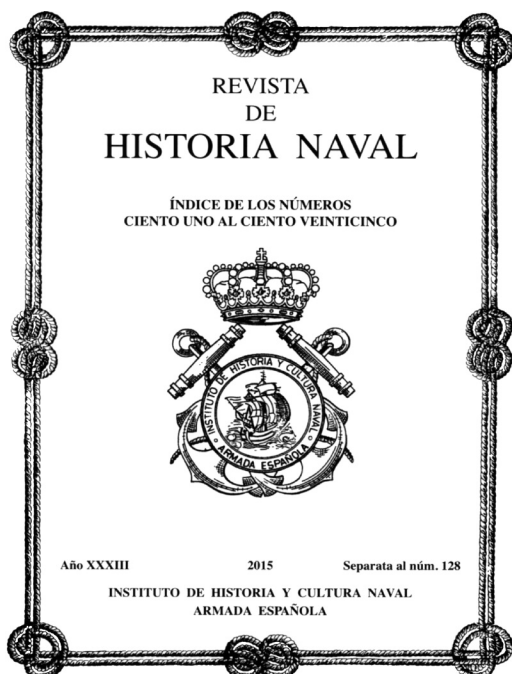 REVISTA
DE
HISTORIA NAVAL
ÍNDICE DE LOS NÚMEROS
CIENTO UNO AL CIENTO VEINTICINCO
INSTITUTO DE HISTORIA Y CULTURA NAVAL
ARMADA ESPAÑOLA
Año XXXIII 2015 Separata al núm. 128
INSTITUTO DE HISTORIA Y CULTURA NAVAL
ARMADA ESPAÑOLA